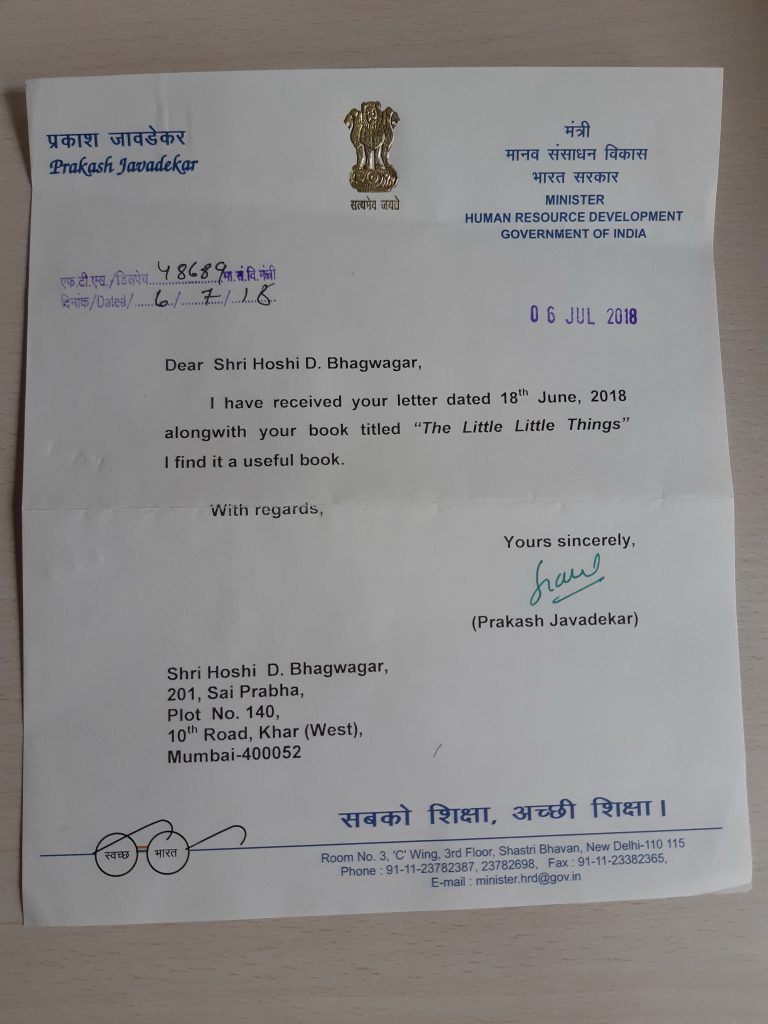 प्रकाश जावडेकर
Prakash Javadekar
सत्यमेव जयते
मंत्री
मानव संसाधन विकास
भारत सरकार
MINISTER
HUMAN RESOURCE DEVELOPMENT
GOVERNMENT OF INDIA
एफ.टी.एस./डिसपैच 48689 मा.सं.वि.मंत्री
दिनांक/Dated/ 6 / 7 / 18
06 JUL 2018
Dear Shri Hoshi D. Bhagwagar,
I have received your letter dated 18th June, 2018
alongwith your book titled “The Little Little Things”
I find it a useful book.
With regards,
Yours sincerely,
(Prakash Javadekar)
Shri Hoshi D. Bhagwagar,
201, Sai Prabha,
Plot No. 140,
10th Road, Khar (West),
Mumbai-400052
सबको शिक्षा, अच्छी शिक्षा।
स्वच्छ भारत
Room No. 3, 'C' Wing, 3rd Floor, Shastri Bhavan, New Delhi-110 115
Phone : 91-11-23782387, 23782698, Fax : 91-11-23382365,
E-mail : minister.hrd@gov.in